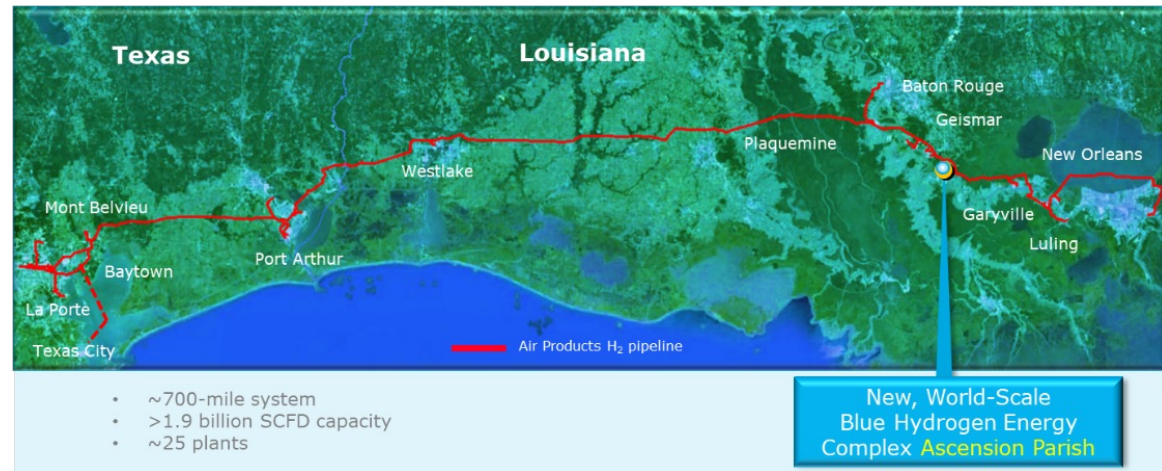 Texas
Louisiana
Baton Rouge
Geismar
New Orleans
Plaquemine
Westlake
Mont Belvieu
Garyville
Luling
Port Arthur
Baytown
La Porte
Texas City
Air Products H₂ pipeline
• ~700-mile system
• >1.9 billion SCFD capacity
• ~25 plants
New, World-Scale
Blue Hydrogen Energy
Complex Ascension Parish